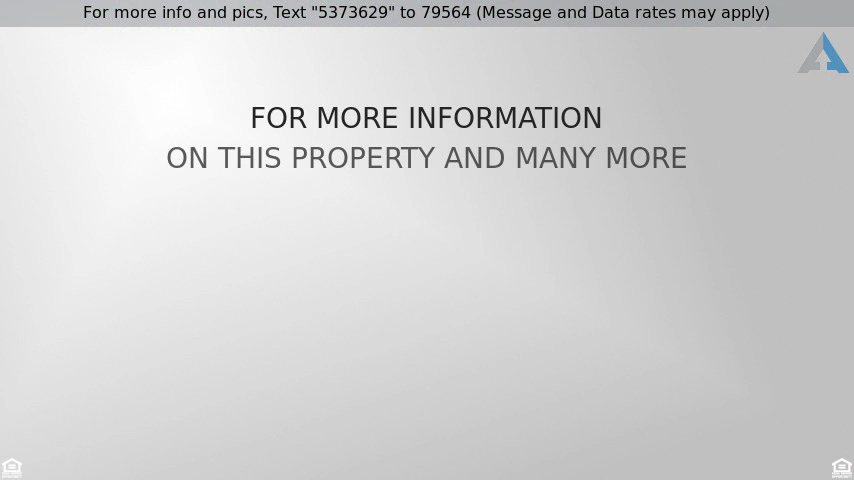 For more info and pics, Text "5373629" to 79564 (Message and Data rates may apply)
FOR MORE INFORMATION
ON THIS PROPERTY AND MANY MORE